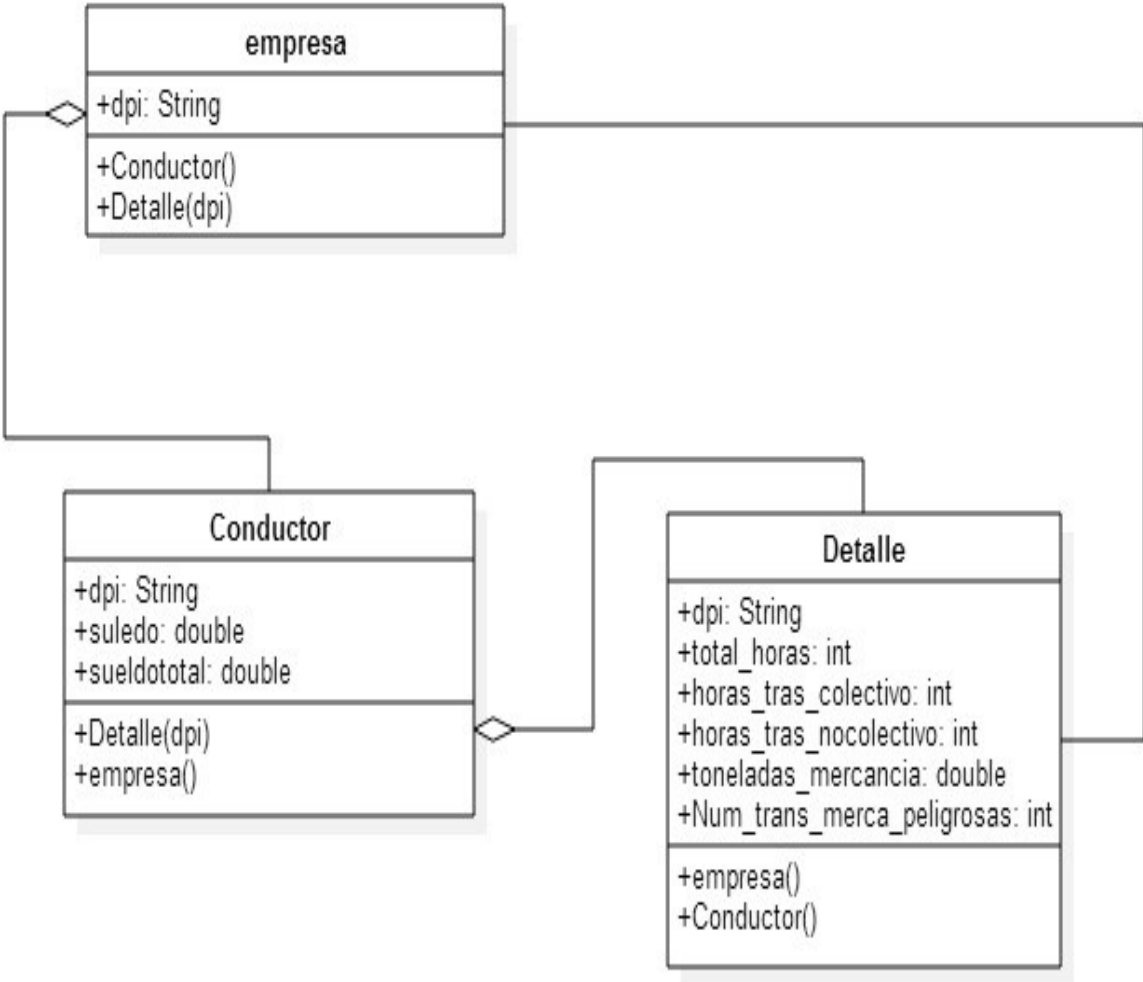 empresa
+dpi: String
+Conductor()
+Detalle(dpi)
Conductor
+dpi: String
+suledo: double
+sueldototal: double
+Detalle(dpi)
+empresa()
Detalle
+dpi: String
+total_horas: int
+horas_tras_colectivo: int
+horas_tras_nocolectivo: int
+toneladas_mercancia: double
+Num_trans_merca_peligrosas: int
+empresa()
+Conductor()